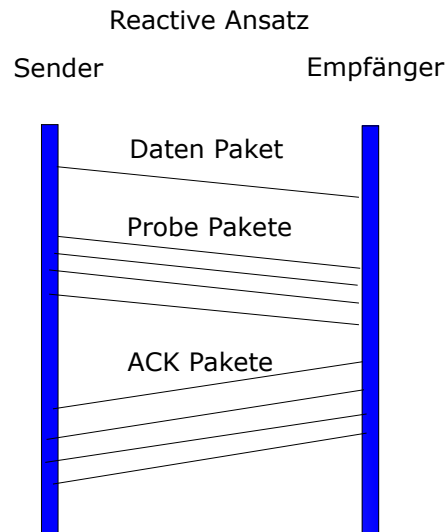 Reactive Ansatz
Sender
Empfänger
Daten Paket
Probe Pakete
ACK Pakete